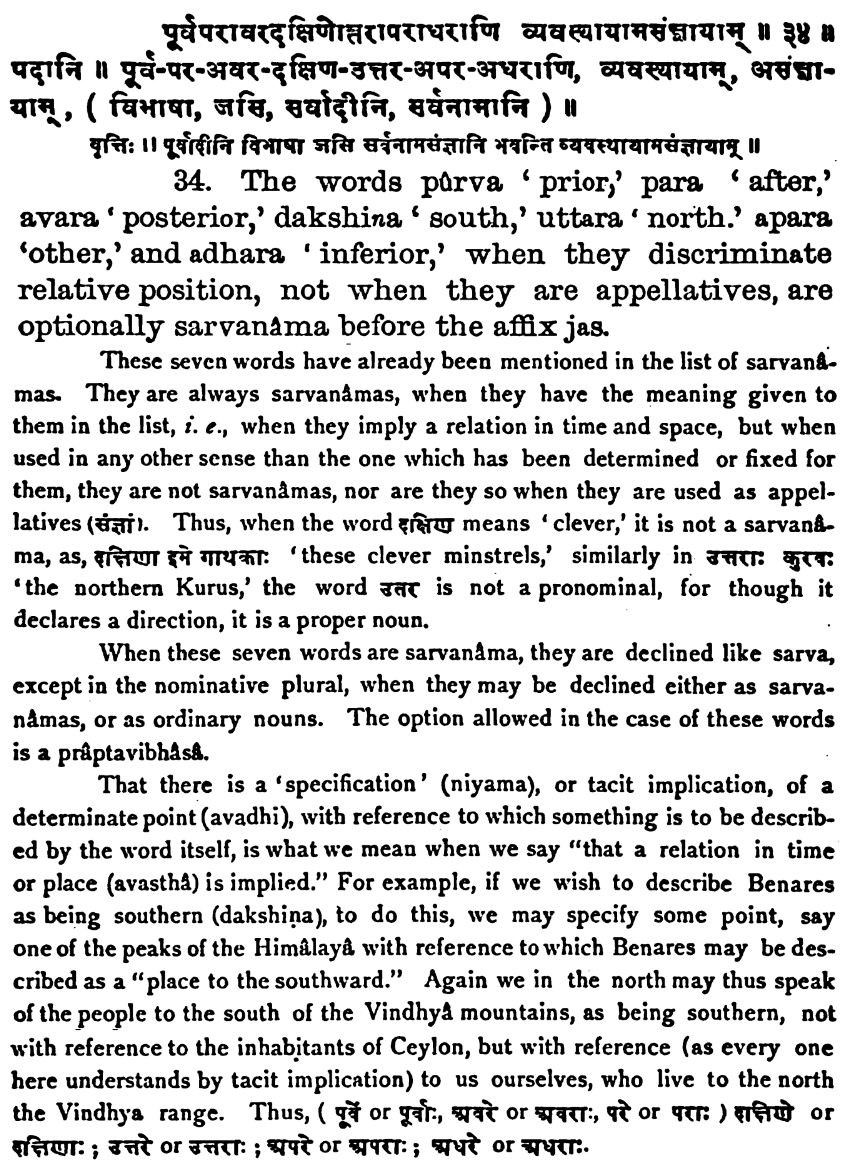 पूर्वपरावरदक्षिणोत्तरापराधराणि व्यवस्थायामसंज्ञायाम् ॥ ३४ ॥
पदानि ॥ पूर्व-पर-अवर-दक्षिण-उत्तर-अपर-अधराणि, व्यवस्थायाम्, असंज्ञा-
याम्, ( विभाषा, जसि, सर्वादीनि, सर्वनामानि ) ॥
वृत्तिः ॥ पूर्वादीनि विभाषा जसि सर्वनामसंज्ञानि भवन्ति व्यवस्थायामसंज्ञायाम् ॥
34. The words pûrva ‘ prior,’ para ‘ after,’
avara ‘ posterior,’ dakshina ‘ south,’ uttara ‘ north.’ apara
‘other,’ and adhara ‘ inferior,’ when they discriminate
relative position, not when they are appellatives, are
optionally sarvanâma before the affix jas.
These seven words have already been mentioned in the list of sarvanâ-
mas. They are always sarvanâmas, when they have the meaning given to
them in the list, i. e., when they imply a relation in time and space, but when
used in any other sense than the one which has been determined or fixed for
them, they are not sarvanâmas, nor are they so when they are used as appel-
latives (संज्ञां). Thus, when the word दक्षिण means ‘ clever,’ it is not a sarvanâ-
ma, as, दक्षिणा इमे गाथकाः ‘these clever minstrels,’ similarly in उत्तराः कुरवः
‘the northern Kurus,’ the word उतर is not a pronominal, for though it
declares a direction, it is a proper noun.
When these seven words are sarvanâma, they are declined like sarva,
except in the nominative plural, when they may be declined either as sarva-
nâmas, or as ordinary nouns. The option allowed in the case of these words
is a prâptavibhâsâ.
That there is a ‘specification’ (niyama), or tacit implication, of a
determinate point (avadhi), with reference to which something is to be describ-
ed by the word itself, is what we mean when we say “that a relation in time
or place (avasthâ) is implied.” For example, if we wish to describe Benares
as being southern (dakshiṇa), to do this, we may specify some point, say
one of the peaks of the Himâlayâ with reference to which Benares may be des-
cribed as a “place to the southward.” Again we in the north may thus speak
of the people to the south of the Vindhyâ mountains, as being southern, not
with reference to the inhabitants of Ceylon, but with reference (as every one
here understands by tacit implication) to us ourselves, who live to the north
the Vindhya range. Thus, ( पूर्वे or पूर्वाः, अवरे or अवराः, परे or पराः ) दक्षिणे or
दक्षिणाः ; उत्तरे or उत्तराः ; अपरे or अपराः ; अधरे or अधराः.